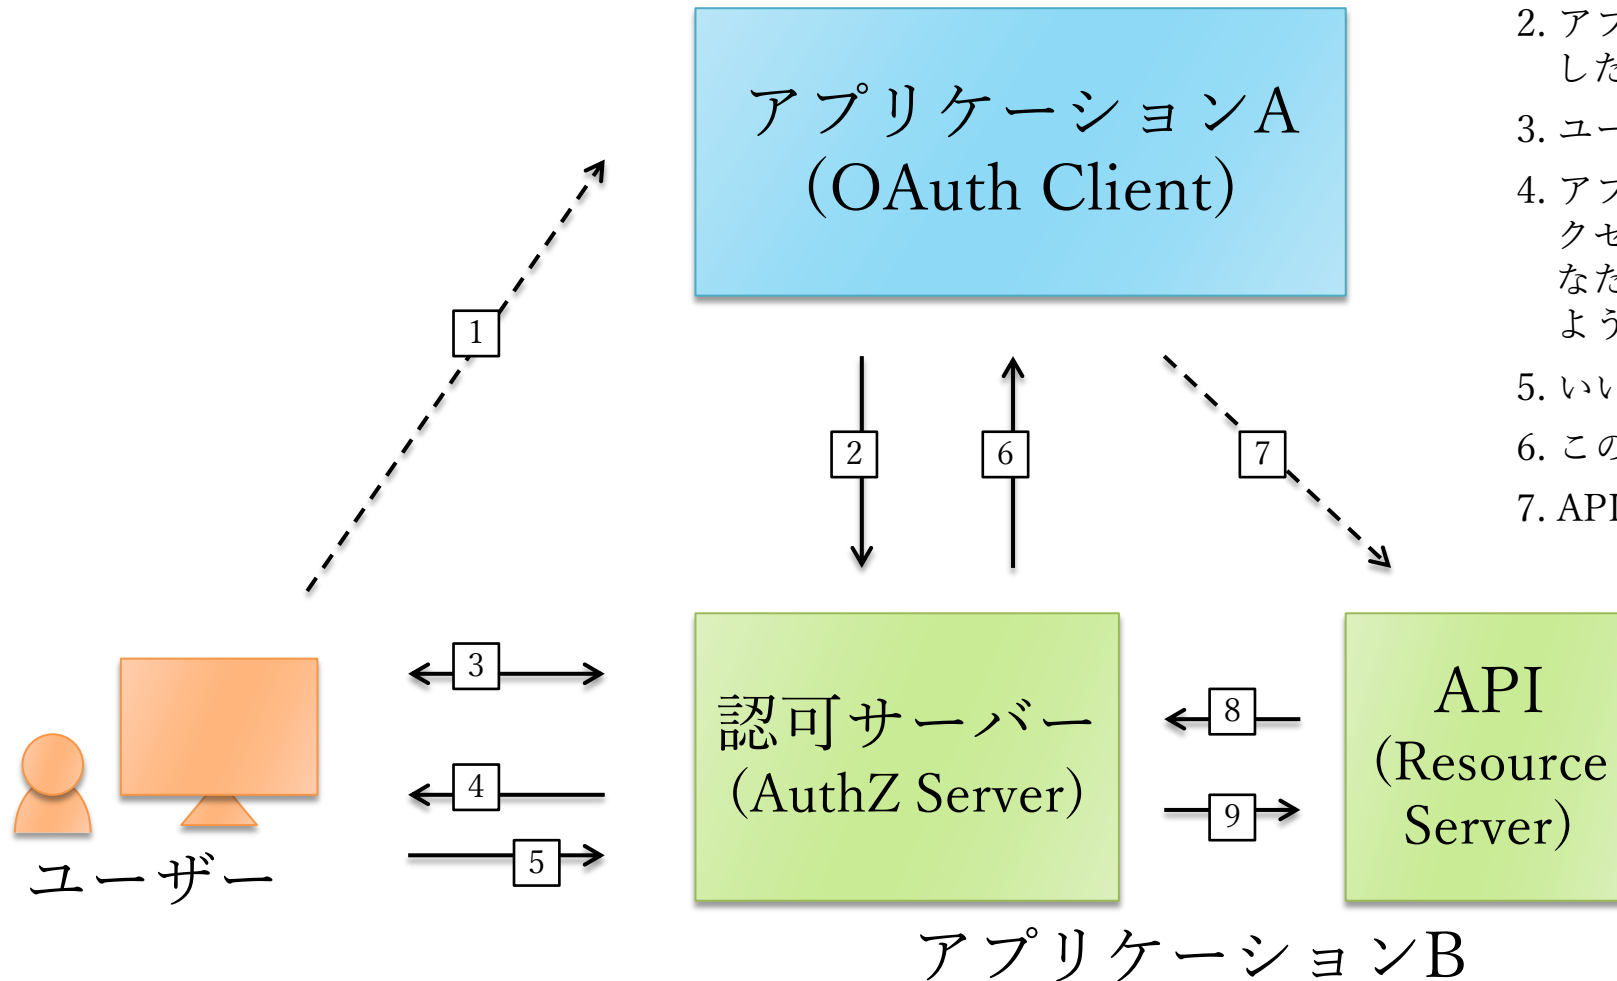 アプリケーションA
(OAuth Client)
2. アプ
した
3. ユー
4. アプ
クセ
なた
よう
5. いい
6. この
7. API
1
2
6
7
3
4
5
8
9
ユーザー
認可サーバー
(AuthZ Server)
API
(Resource
Server)
アプリケーションB